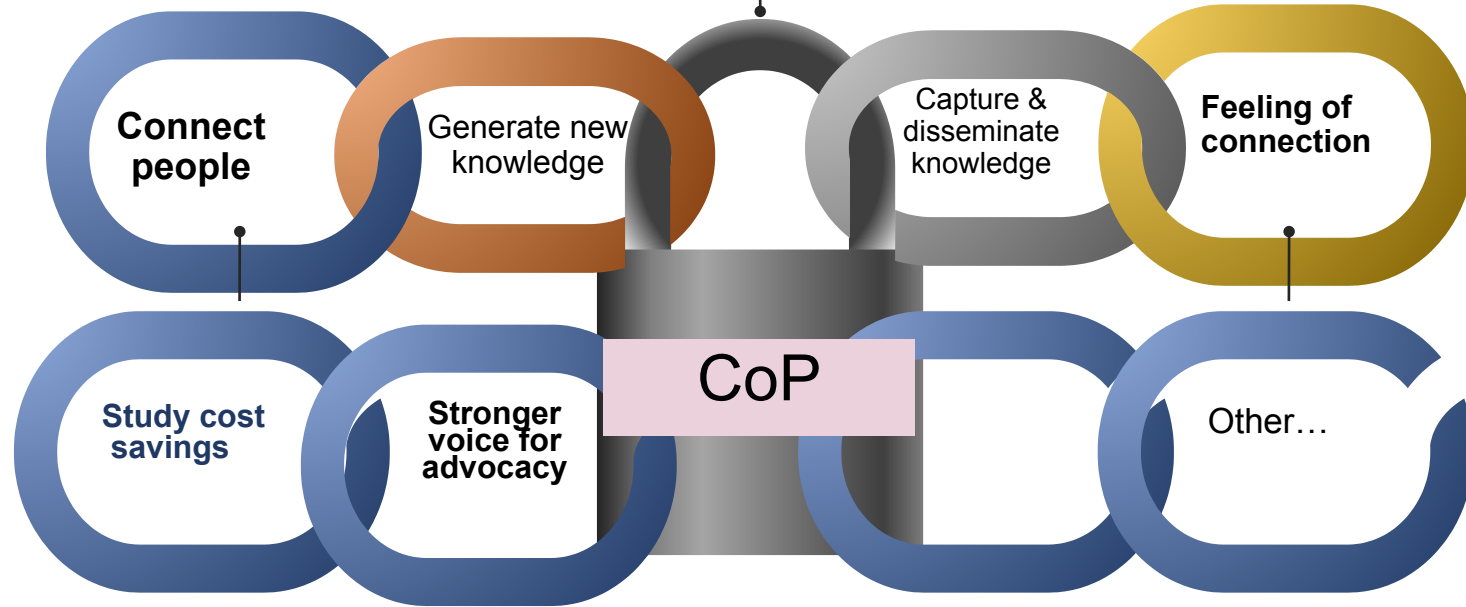 Connect
people
Generate new
knowledge
Capture &
disseminate
knowledge
Feeling of
connection
Study cost
savings
Stronger
voice for
advocacy
CoP
Other…